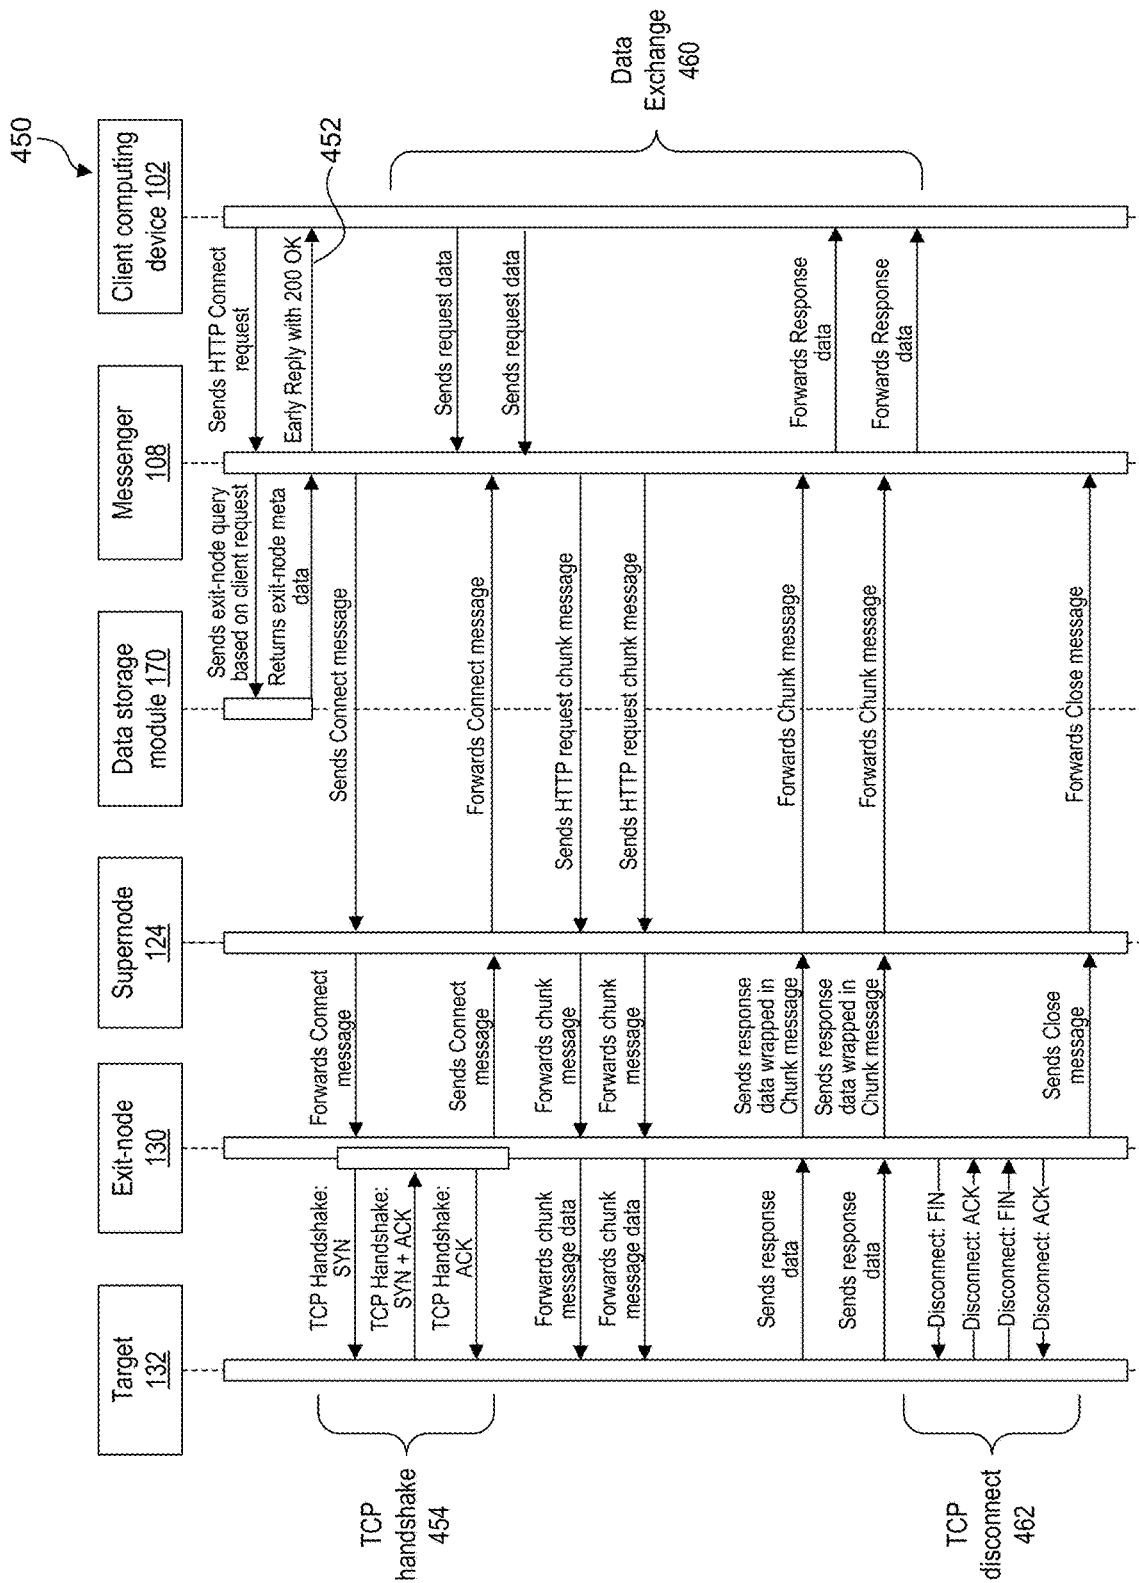 450
Target
132
Exit-node
130
Supernode
124
Data storage
module 170
Messenger
108
Client computing
device 102
Sends HTTP Connect
request
Sends exit-node query
based on client request
Early Reply with 200 OK
452
Returns exit-node meta
data
Sends Connect message
Forwards Connect
message
TCP Handshake:
SYN
TCP Handshake:
SYN + ACK
TCP Handshake:
ACK
TCP
handshake
454
Sends Connect
message
Forwards Connect message
Sends request data
Sends request data
Data
Exchange
460
Sends HTTP request chunk message
Forwards chunk
message
Forwards chunk
message data
Sends HTTP request chunk message
Forwards chunk
message
Forwards chunk
message data
Sends response
data
Sends response
data wrapped in
Chunk message
Forwards Chunk message
Forwards Response
data
Sends response
data
Sends response
data wrapped in
Chunk message
Forwards Chunk message
Forwards Response
data
Disconnect: FIN
Disconnect: ACK
Disconnect: FIN
Disconnect: ACK
TCP
disconnect
462
Sends Close
message
Forwards Close message